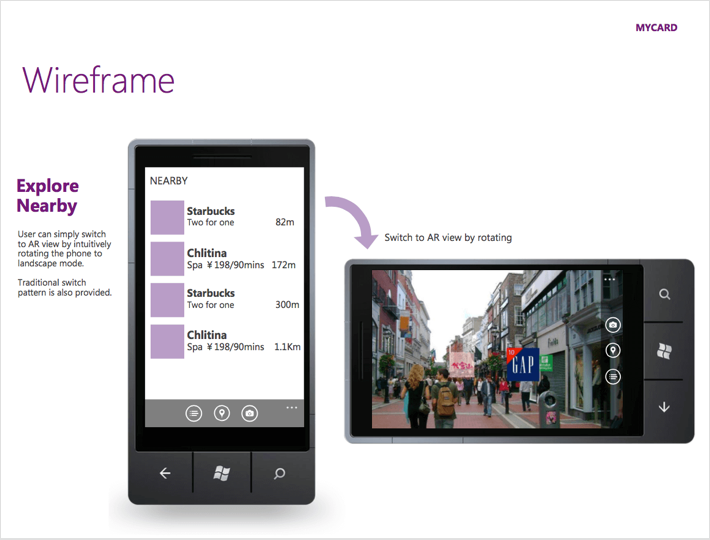 MYCARD
Wireframe
Explore
Nearby
User can simply switch
to AR view by intuitively
rotating the phone to
landscape mode.
Traditional switch
pattern is also provided.
NEARBY
Starbucks
Two for one 82m
Chlitina
Spa ￥198/90mins 172m
Starbucks
Two for one 300m
Chlitina
Spa ￥198/90mins 1.1Km
Switch to AR view by rotating
10
GAP